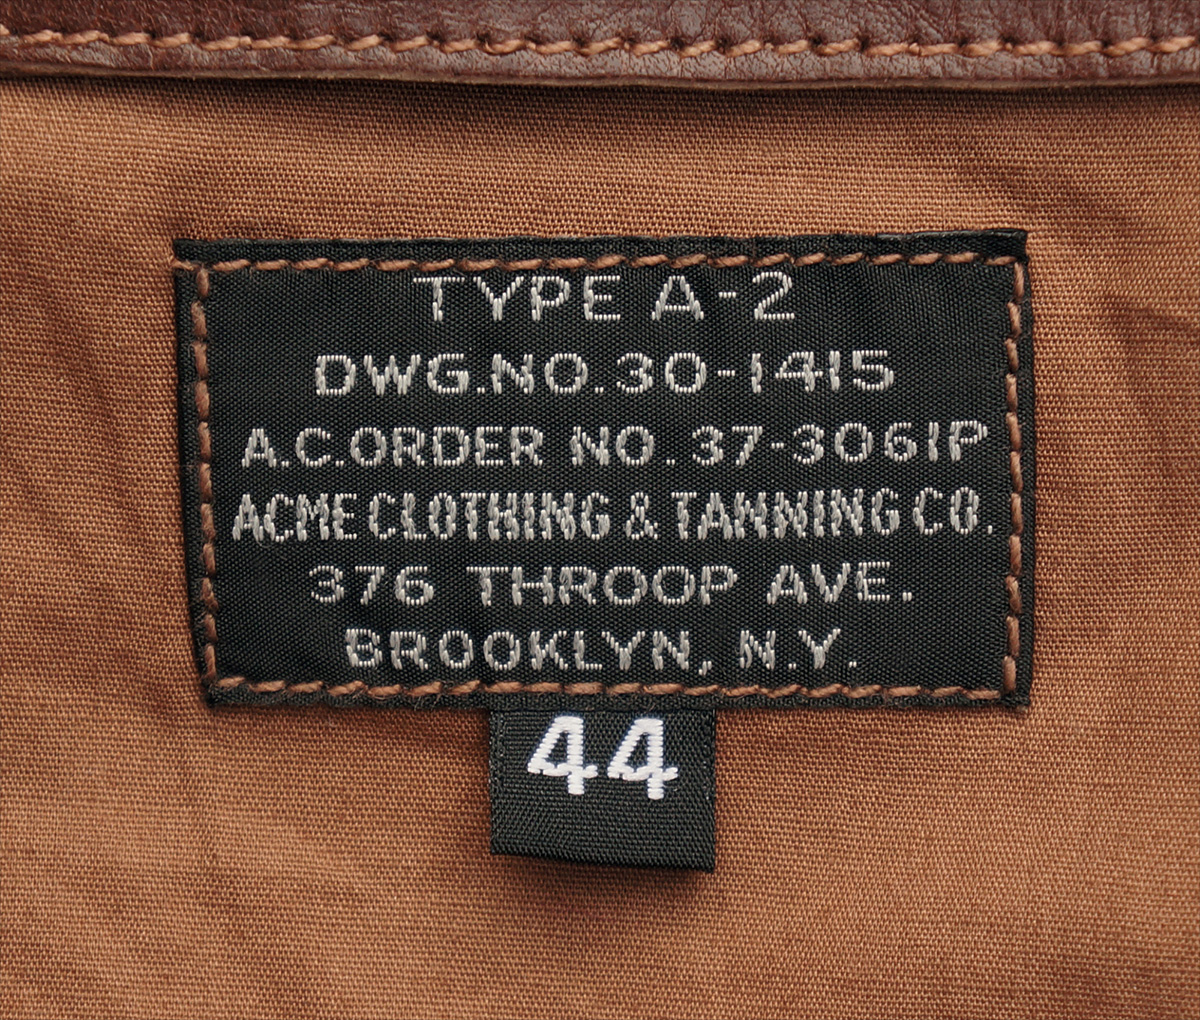 TYPE A-2
DWG.NO.30-1415
A.C.ORDER NO. 37-3061P
ACME CLOTHING & TANNING CO.
376 THROOP AVE.
BROOKLYN, N.Y.
44